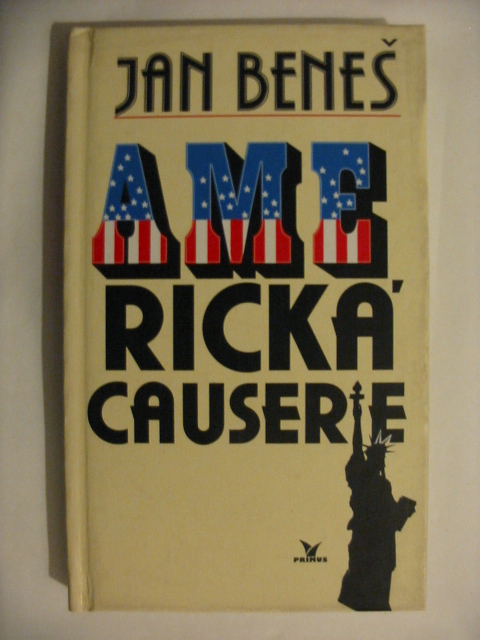 JAN BENEŠ
AME
RICKÁ
CAUSERIE
PRIMUS